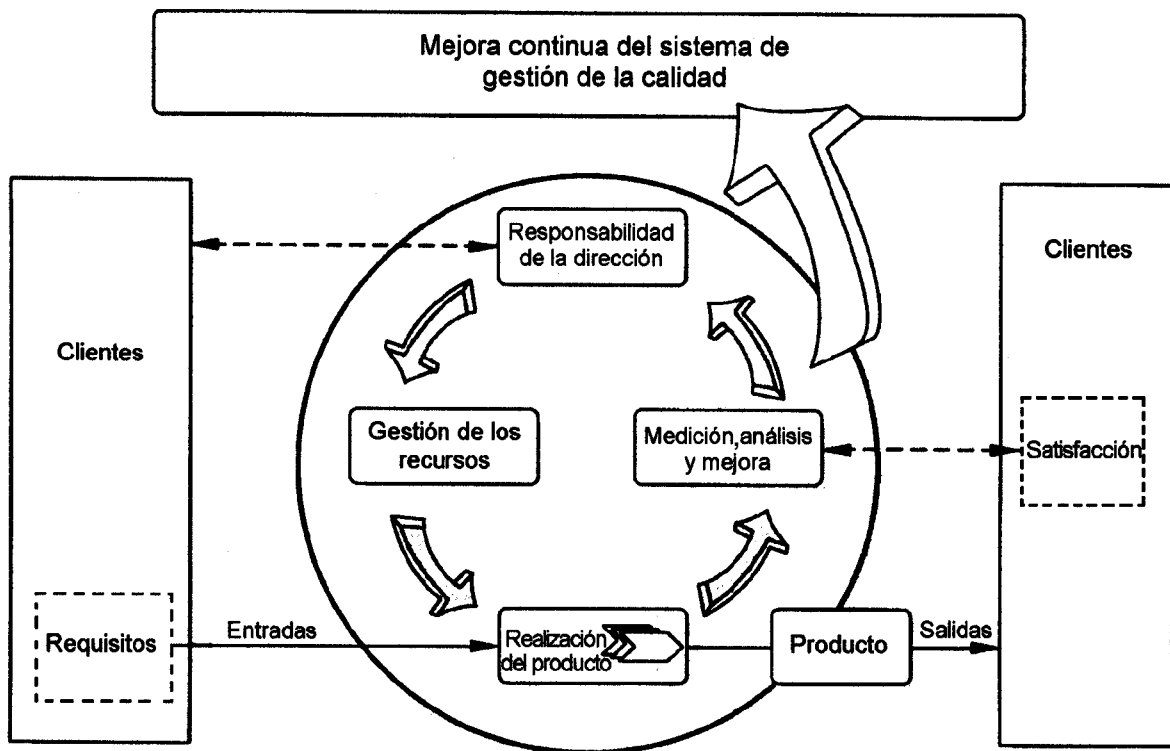 Mejora continua del sistema de
gestión de la calidad
Responsabilidad
de la dirección
Clientes
Clientes
Gestión de los
recursos
Medición,análisis
y mejora
Satisfacción
Requisitos
Entradas
Realización
del producto
Producto
Salidas